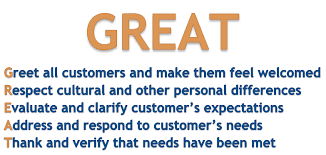 GREAT
Greet all customers and make them feel welcomed
Respect cultural and other personal differences
Evaluate and clarify customer's expectations
Address and respond to customer's needs
Thank and verify that needs have been met